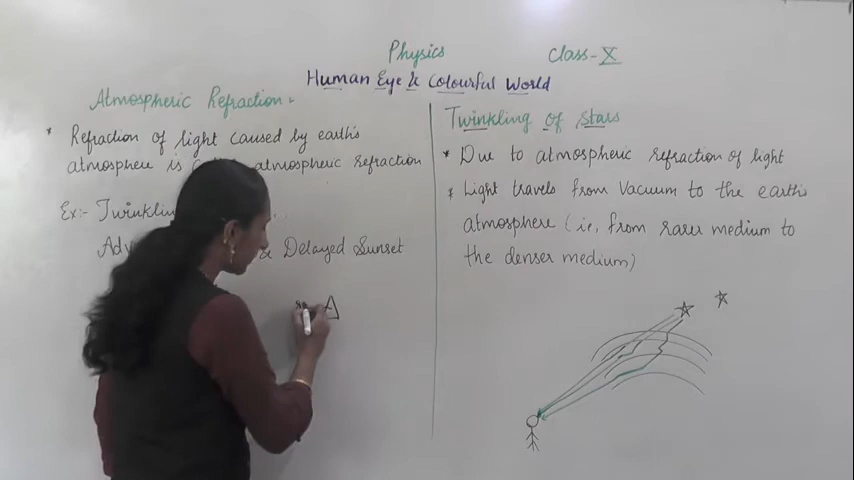 Physics Class-X
Human Eye & Colourful World
Atmospheric Refraction.
* Refraction of light caused by earth's
atmosphere is atmospheric refraction
Ex:- Twinklin
Adv & Delayed Sunset
A
Twinkling of Stars
* Due to atmospheric refraction of light
* Light travels from Vacuum to the earth's
atmosphere (ie, from rarer medium to
the denser medium)